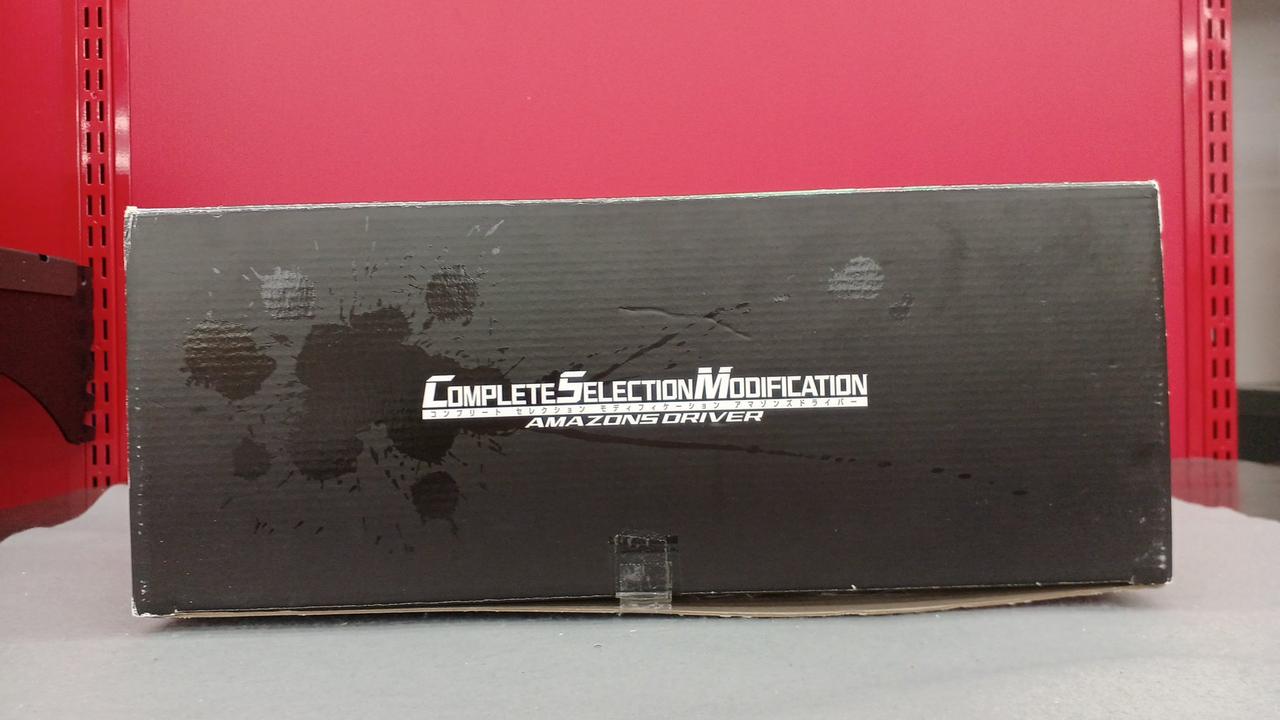 COMPLETE SELECTION MODIFICATION
コンプリート セレクション モディフィケーション アマゾンズドライバー
AMAZONS DRIVER